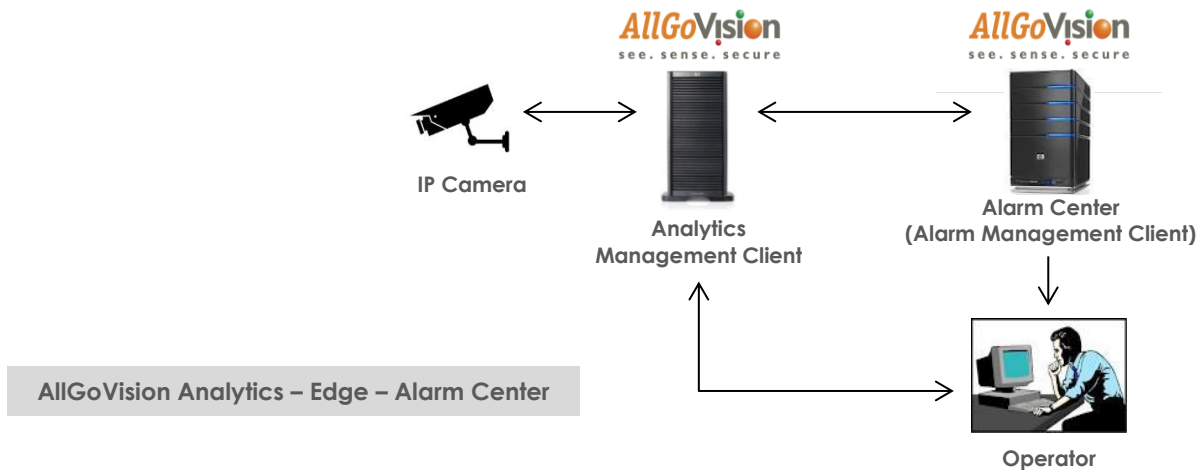 AllGoVision
see. sense. secure
AllGoVision
see. sense. secure
IP Camera
Analytics
Management Client
Alarm Center
(Alarm Management Client)
AllGoVision Analytics – Edge – Alarm Center
Operator